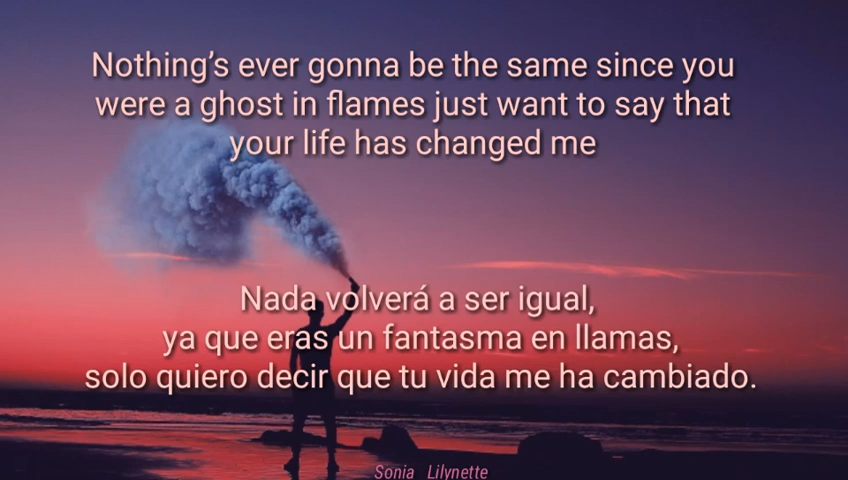 Nothing’s ever gonna be the same since you
were a ghost in flames just want to say that
your life has changed me
Nada volverá a ser igual,
ya que eras un fantasma en llamas,
solo quiero decir que tu vida me ha cambiado.
Sonia Lilynette